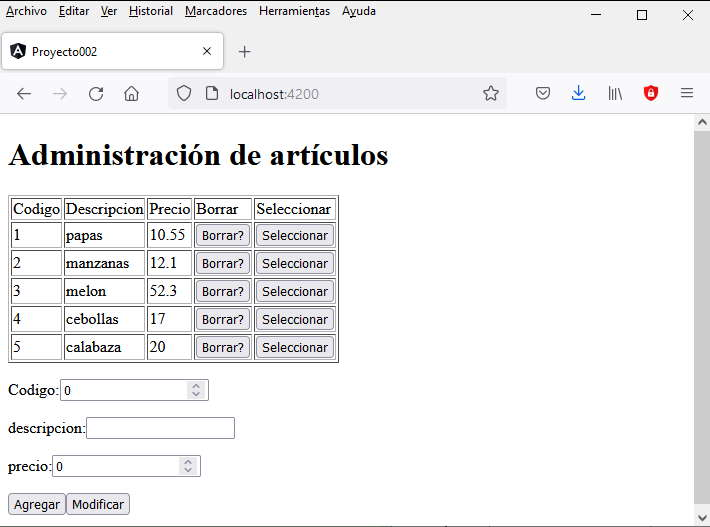 Archivo Editar Ver Historial Marcadores Herramientas Ayuda
Proyecto002
localhost:4200
Administración de artículos
Codigo Descripcion Precio Borrar Seleccionar
1 papas 10.55 Borrar? Seleccionar
2 manzanas 12.1 Borrar? Seleccionar
3 melon 52.3 Borrar? Seleccionar
4 cebollas 17 Borrar? Seleccionar
5 calabaza 20 Borrar? Seleccionar
Codigo: 0
descripcion:
precio: 0
Agregar Modificar